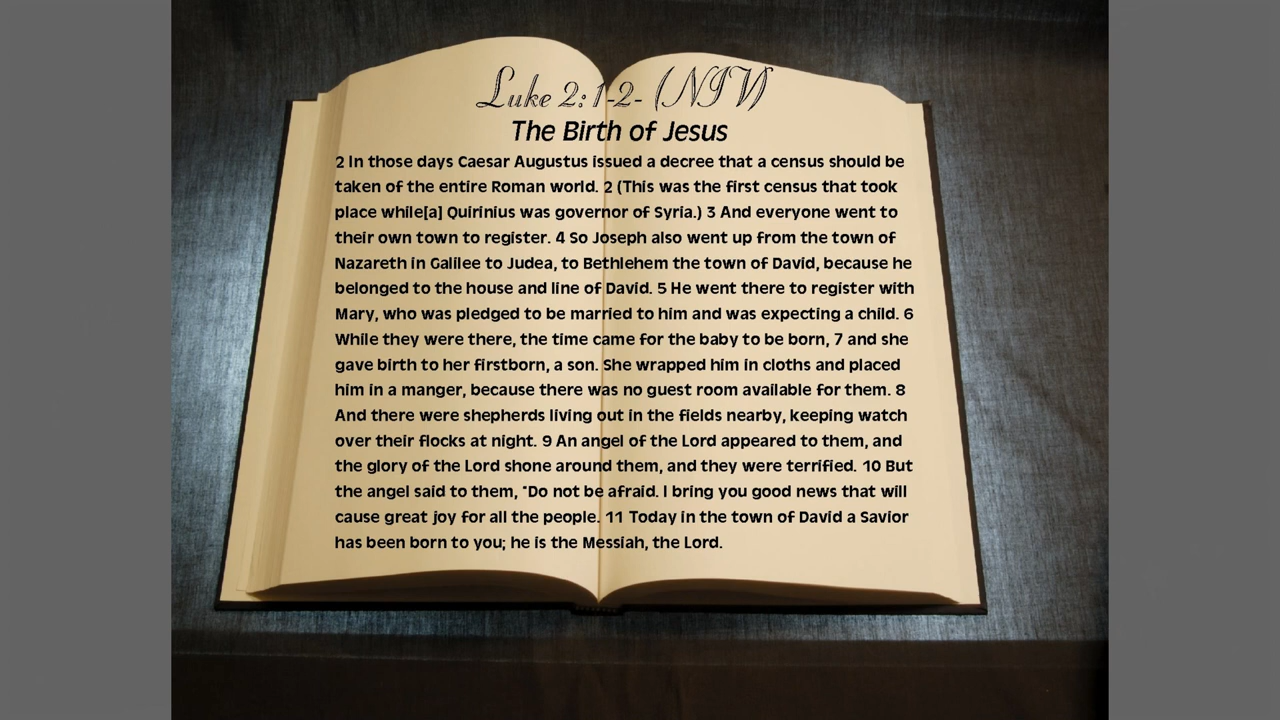 Luke 2:1-2- (NIV)
The Birth of Jesus
2 In those days Caesar Augustus issued a decree that a census should be
taken of the entire Roman world. 2 (This was the first census that took
place while[a] Quirinius was governor of Syria.) 3 And everyone went to
their own town to register. 4 So Joseph also went up from the town of
Nazareth in Galilee to Judea, to Bethlehem the town of David, because he
belonged to the house and line of David. 5 He went there to register with
Mary, who was pledged to be married to him and was expecting a child. 6
While they were there, the time came for the baby to be born, 7 and she
gave birth to her firstborn, a son. She wrapped him in cloths and placed
him in a manger, because there was no guest room available for them. 8
And there were shepherds living out in the fields nearby, keeping watch
over their flocks at night. 9 An angel of the Lord appeared to them, and
the glory of the Lord shone around them, and they were terrified. 10 But
the angel said to them, "Do not be afraid. I bring you good news that will
cause great joy for all the people. 11 Today in the town of David a Savior
has been born to you; he is the Messiah, the Lord.